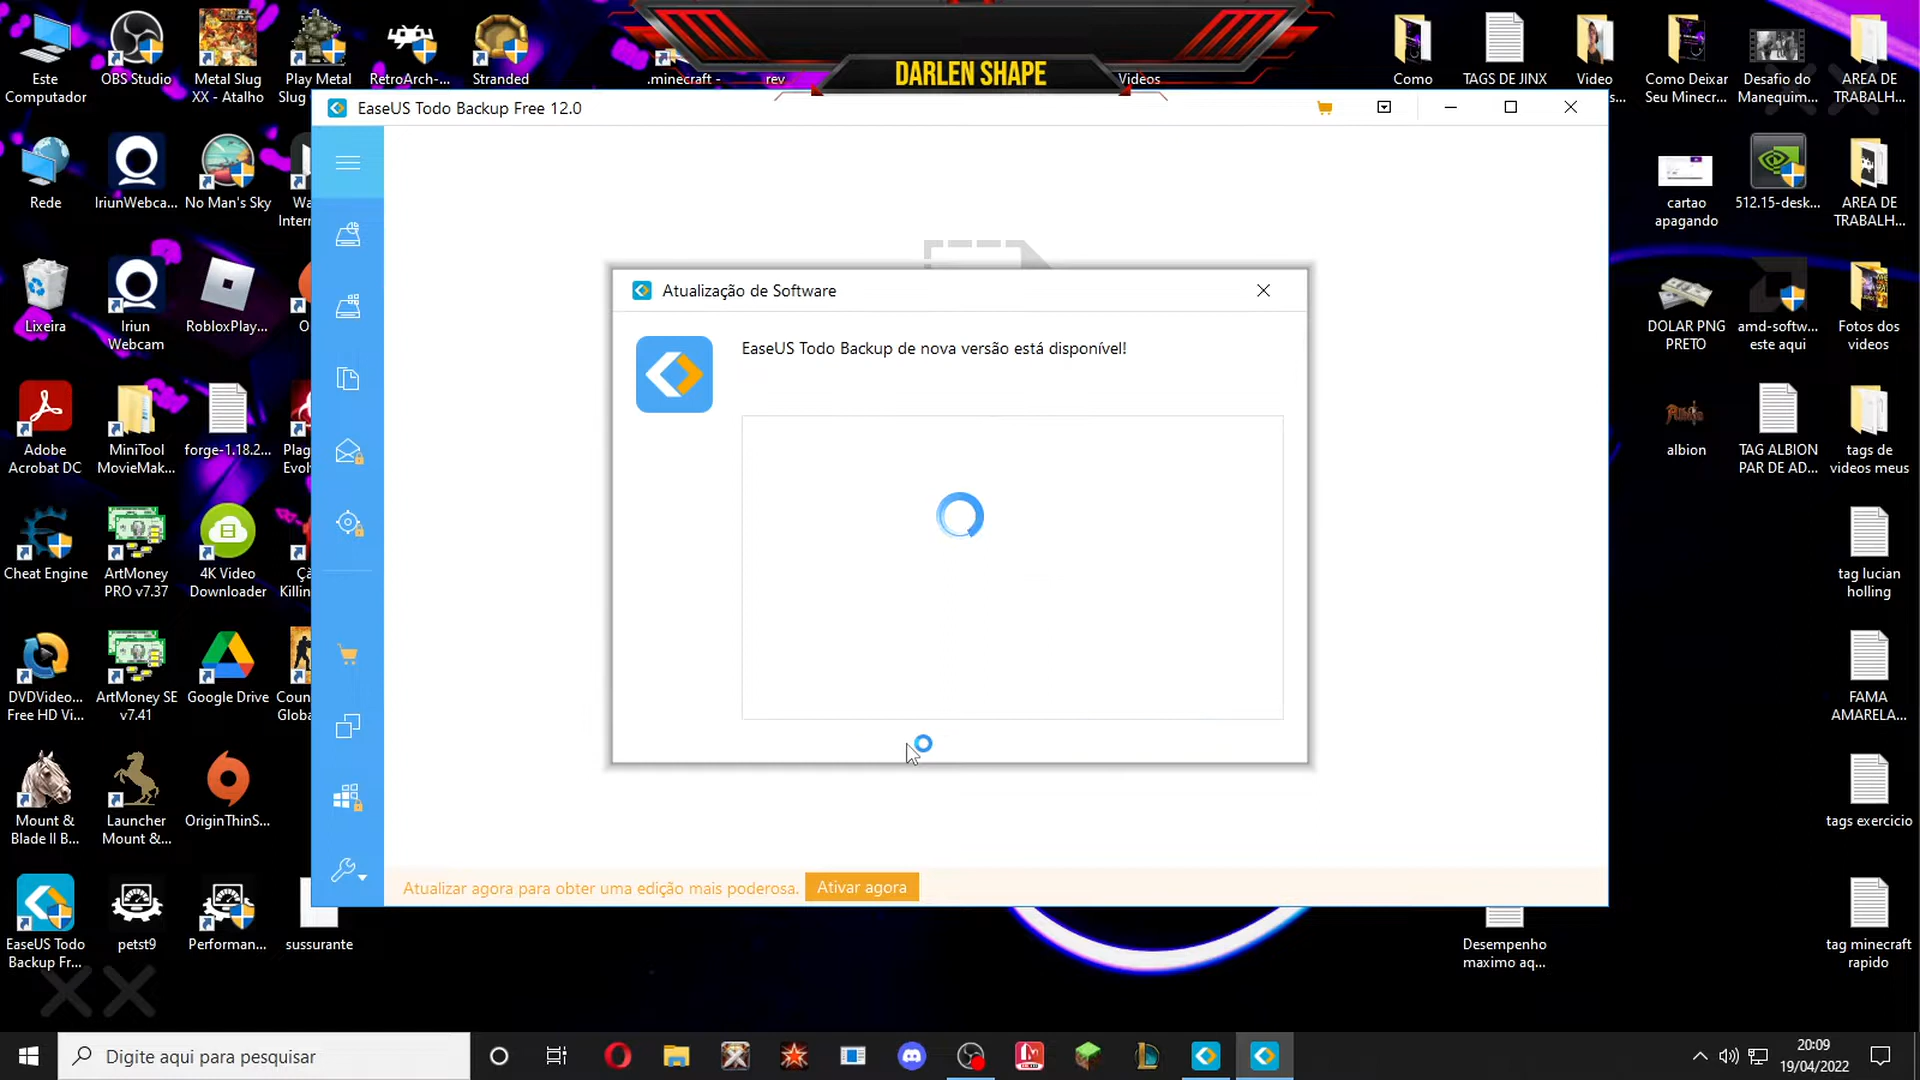 DARLEN SHAPE
Este
Computador
OBS Studio
Metal Slug
XX - Atalho
Play Metal
Slug
RetroArch-...
Stranded
.minecraft -
rev
Videos
Como
TAGS DE JINX
Video
Como Deixar
Seu Minecr...
Desafio do
Manequim...
AREA DE
TRABALH...
EaseUS Todo Backup Free 12.0
Rede
IriunWebca...
No Man's Sky
cartao
apagando
512.15-desk...
AREA DE
TRABALH...
Atualização de Software
EaseUS Todo Backup de nova versão está disponível!
Lixeira
Iriun
Webcam
RobloxPlay...
DOLAR PNG
PRETO
amd-softw...
este aqui
Fotos dos
videos
Adobe
Acrobat DC
MiniTool
MovieMak...
forge-1.18.2...
Plag
Evol
albion
TAG ALBION
PAR DE AD...
tags de
videos meus
Cheat Engine
ArtMoney
PRO v7.37
4K Video
Downloader
Killin
tag lucian
holling
DVDVideo...
Free HD Vi...
ArtMoney SE
v7.41
Google Drive
Coun
Globa
FAMA
AMARELA...
Mount &
Blade II B...
Launcher
Mount &...
OriginThinS...
tags exercicio
Atualizar agora para obter uma edição mais poderosa.
Ativar agora
EaseUS Todo
Backup Fr...
petst9
Performan...
sussurante
Desempenho
maximo aq...
tag minecraft
rapido
Digite aqui para pesquisar
20:09
19/04/2022